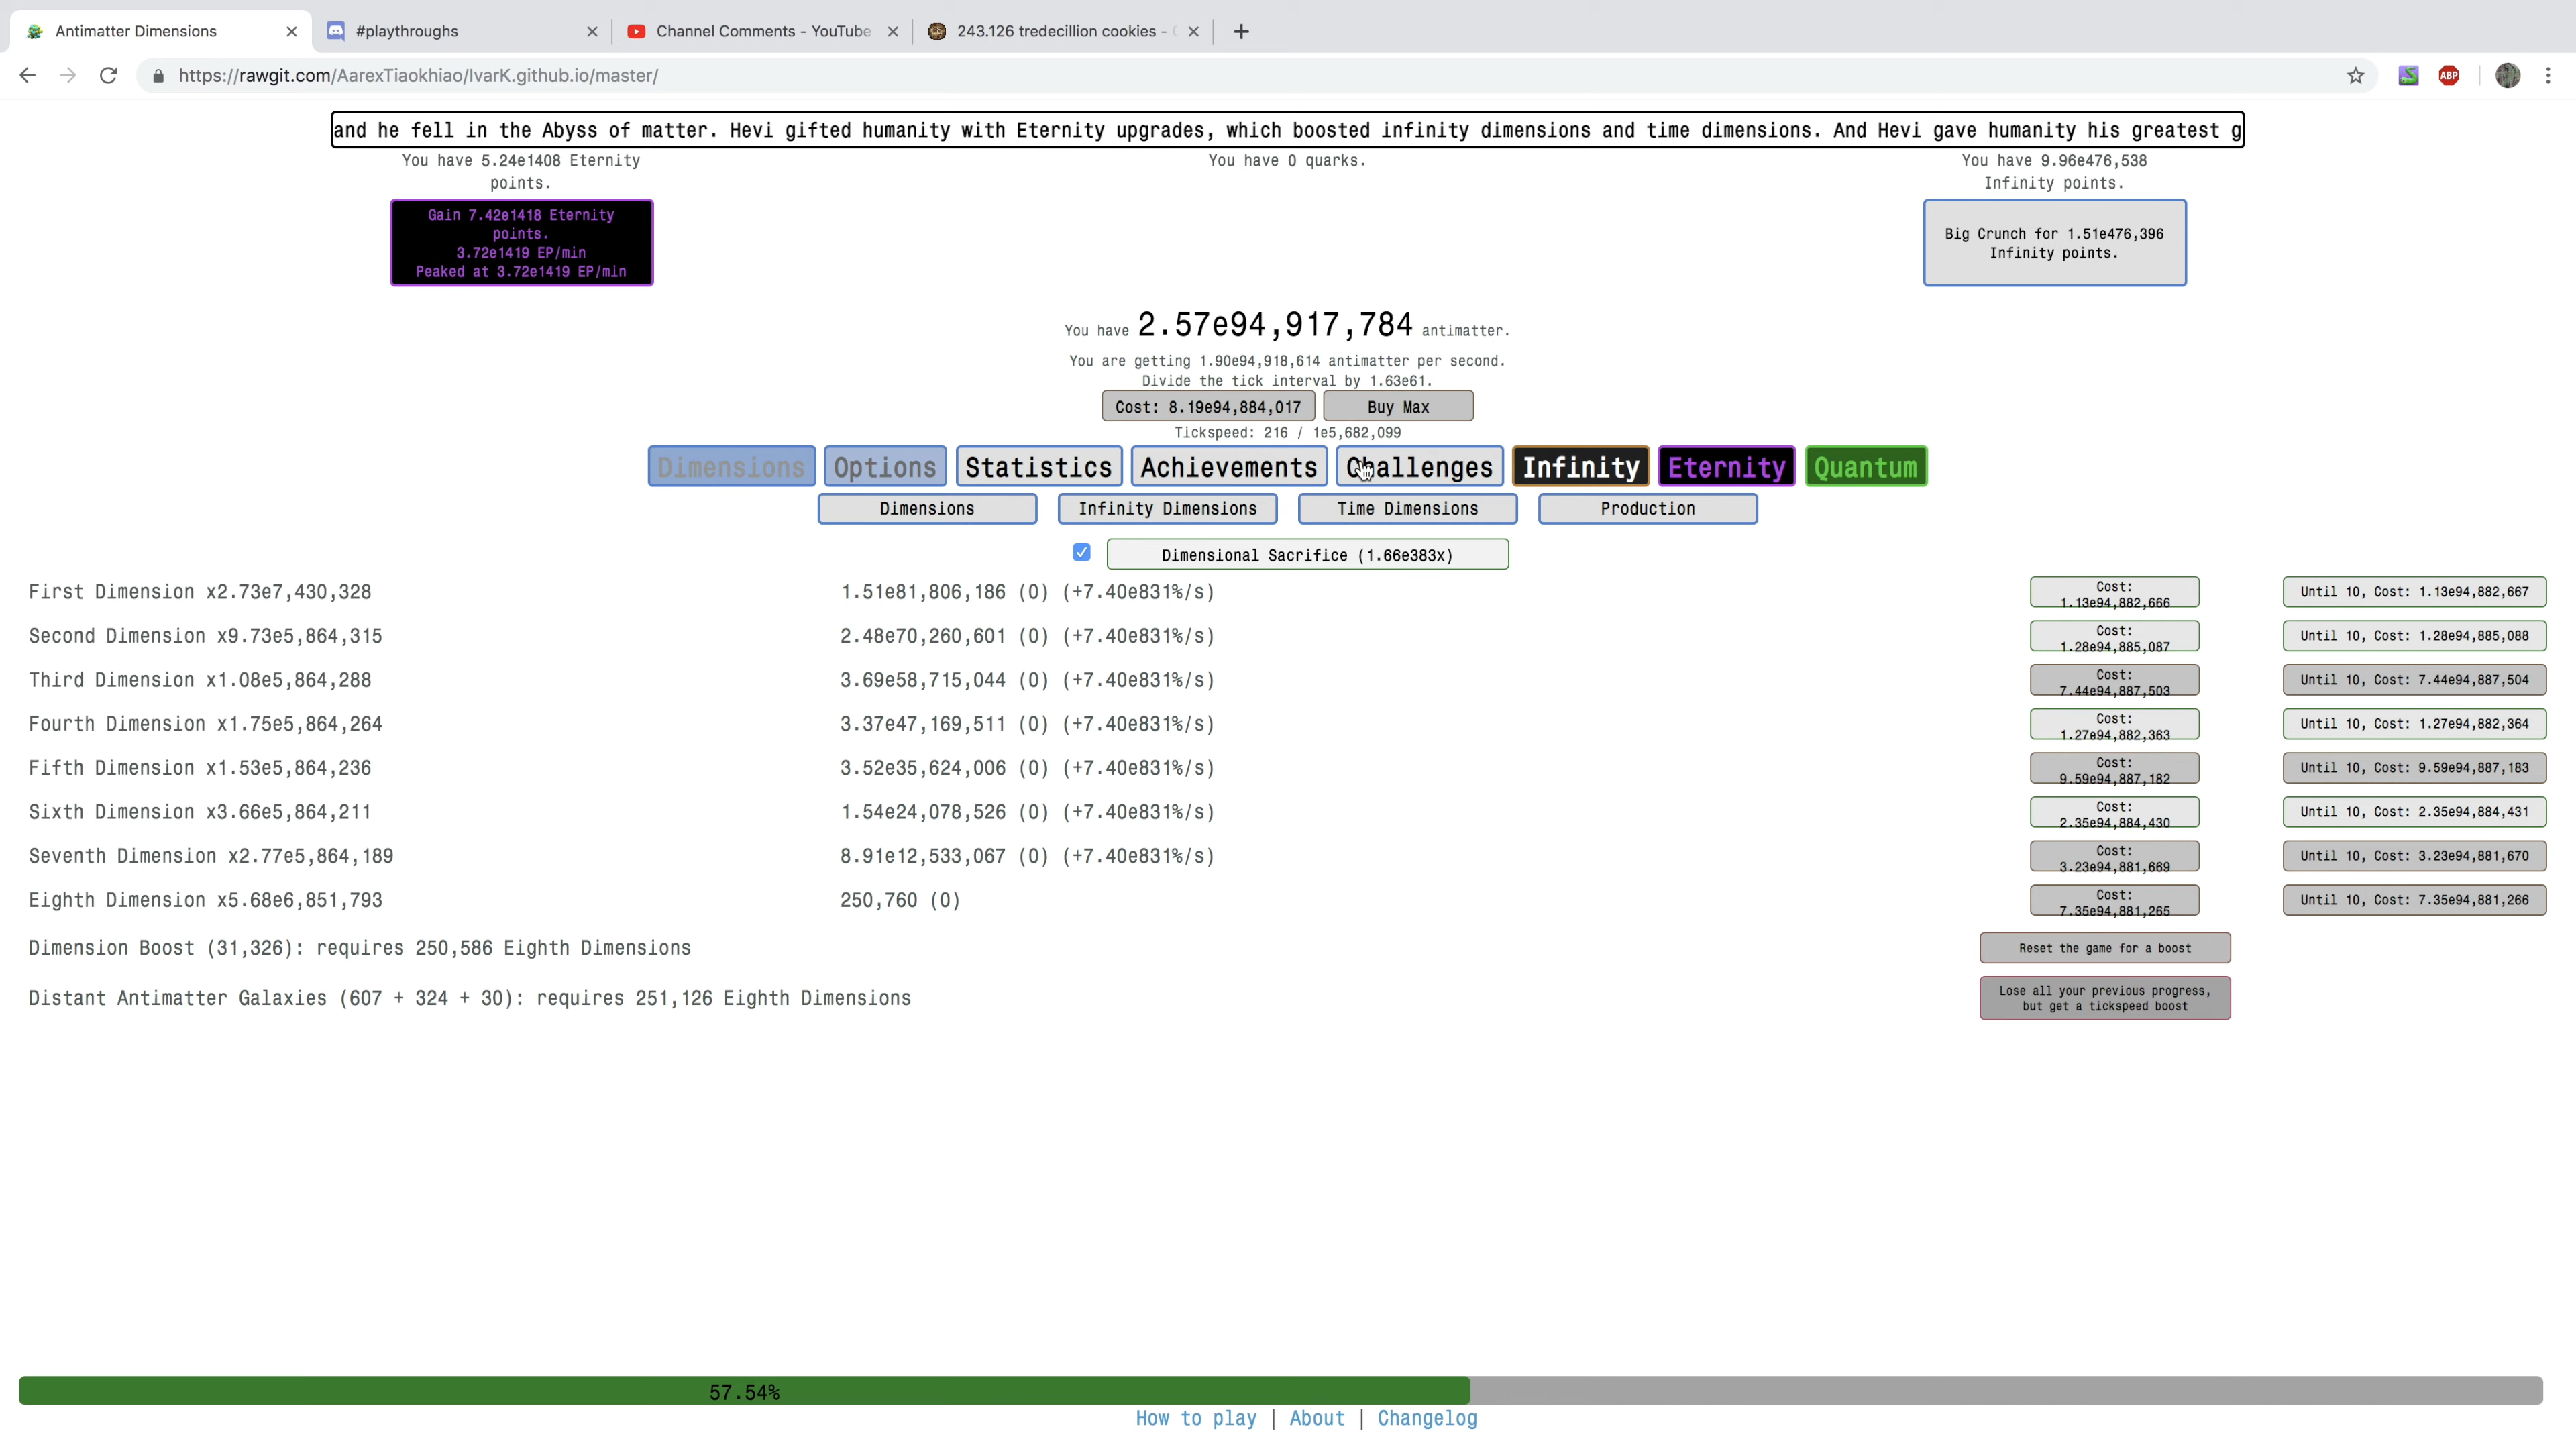 Antimatter Dimensions
#playthroughs
Channel Comments - YouTube
243.126 tredecillion cookies -
https://rawgit.com/AarexTiaokhiao/IvarK.github.io/master/
ABP
and he fell in the Abyss of matter. Hevi gifted humanity with Eternity upgrades, which boosted infinity dimensions and time dimensions. And Hevi gave humanity his greatest g
You have 5.24e1408 Eternity
points.
You have 0 quarks.
You have 9.96e476,538
Infinity points.
Gain 7.42e1418 Eternity
points.
3.72e1419 EP/min
Peaked at 3.72e1419 EP/min
Big Crunch for 1.51e476,396
Infinity points.
You have 2.57e94,917,784 antimatter.
You are getting 1.90e94,918,614 antimatter per second.
Divide the tick interval by 1.63e61.
Cost: 8.19e94,884,017
Buy Max
Tickspeed: 216 / 1e5,682,099
Dimensions
Options
Statistics
Achievements
Challenges
Infinity
Eternity
Quantum
Dimensions
Infinity Dimensions
Time Dimensions
Production
Dimensional Sacrifice (1.66e383x)
First Dimension x2.73e7,430,328
1.51e81,806,186 (0) (+7.40e831%/s)
Cost:
1.13e94,882,666
Until 10, Cost: 1.13e94,882,667
Second Dimension x9.73e5,864,315
2.48e70,260,601 (0) (+7.40e831%/s)
Cost:
1.28e94,885,087
Until 10, Cost: 1.28e94,885,088
Third Dimension x1.08e5,864,288
3.69e58,715,044 (0) (+7.40e831%/s)
Cost:
7.44e94,887,503
Until 10, Cost: 7.44e94,887,504
Fourth Dimension x1.75e5,864,264
3.37e47,169,511 (0) (+7.40e831%/s)
Cost:
1.27e94,882,363
Until 10, Cost: 1.27e94,882,364
Fifth Dimension x1.53e5,864,236
3.52e35,624,006 (0) (+7.40e831%/s)
Cost:
9.59e94,887,182
Until 10, Cost: 9.59e94,887,183
Sixth Dimension x3.66e5,864,211
1.54e24,078,526 (0) (+7.40e831%/s)
Cost:
2.35e94,884,430
Until 10, Cost: 2.35e94,884,431
Seventh Dimension x2.77e5,864,189
8.91e12,533,067 (0) (+7.40e831%/s)
Cost:
3.23e94,881,669
Until 10, Cost: 3.23e94,881,670
Eighth Dimension x5.68e6,851,793
250,760 (0)
Cost:
7.35e94,881,265
Until 10, Cost: 7.35e94,881,266
Dimension Boost (31,326): requires 250,586 Eighth Dimensions
Reset the game for a boost
Distant Antimatter Galaxies (607 + 324 + 30): requires 251,126 Eighth Dimensions
Lose all your previous progress,
but get a tickspeed boost
57.54%
How to play | About | Changelog